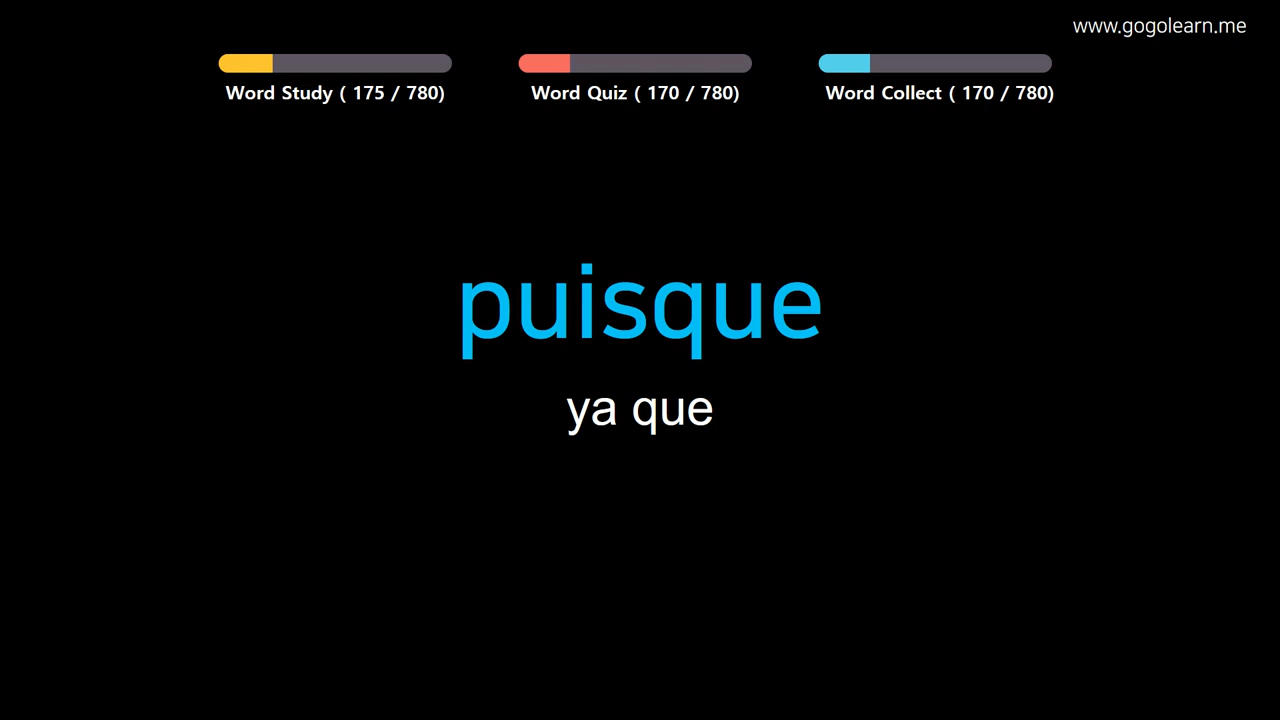 www.gogolearn.me
Word Study ( 175 / 780)
Word Quiz ( 170 / 780)
Word Collect ( 170 / 780)
puisque
ya que